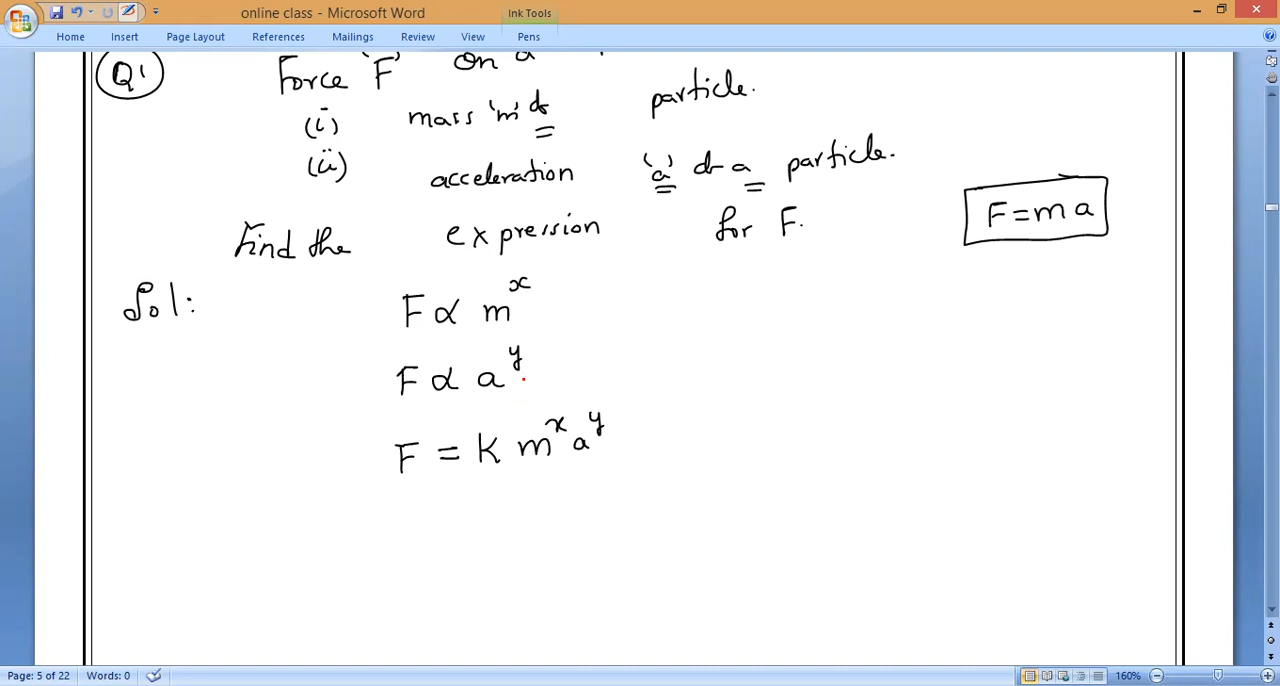 online class - Microsoft Word
Ink Tools
Home Insert Page Layout References Mailings Review View Pens
Q1 Force 'F' On a
(i) mass 'm' of particle.
(ii) acceleration 'a' of a particle.
Find the expression for F.
F = m a
Sol:
F ∝ m^x
F ∝ a^y
F = K m^x a^y
Page: 5 of 22 Words: 0 160%